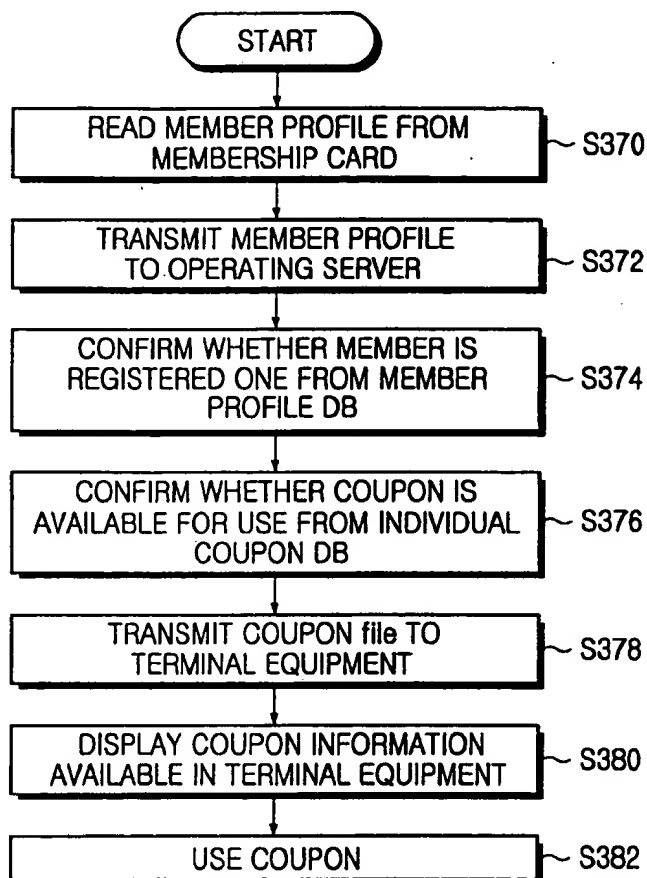 START
READ MEMBER PROFILE FROM
MEMBERSHIP CARD
S370
TRANSMIT MEMBER PROFILE
TO OPERATING SERVER
S372
CONFIRM WHETHER MEMBER IS
REGISTERED ONE FROM MEMBER
PROFILE DB
S374
CONFIRM WHETHER COUPON IS
AVAILABLE FOR USE FROM INDIVIDUAL
COUPON DB
S376
TRANSMIT COUPON file TO
TERMINAL EQUIPMENT
S378
DISPLAY COUPON INFORMATION
AVAILABLE IN TERMINAL EQUIPMENT
S380
USE COUPON
S382